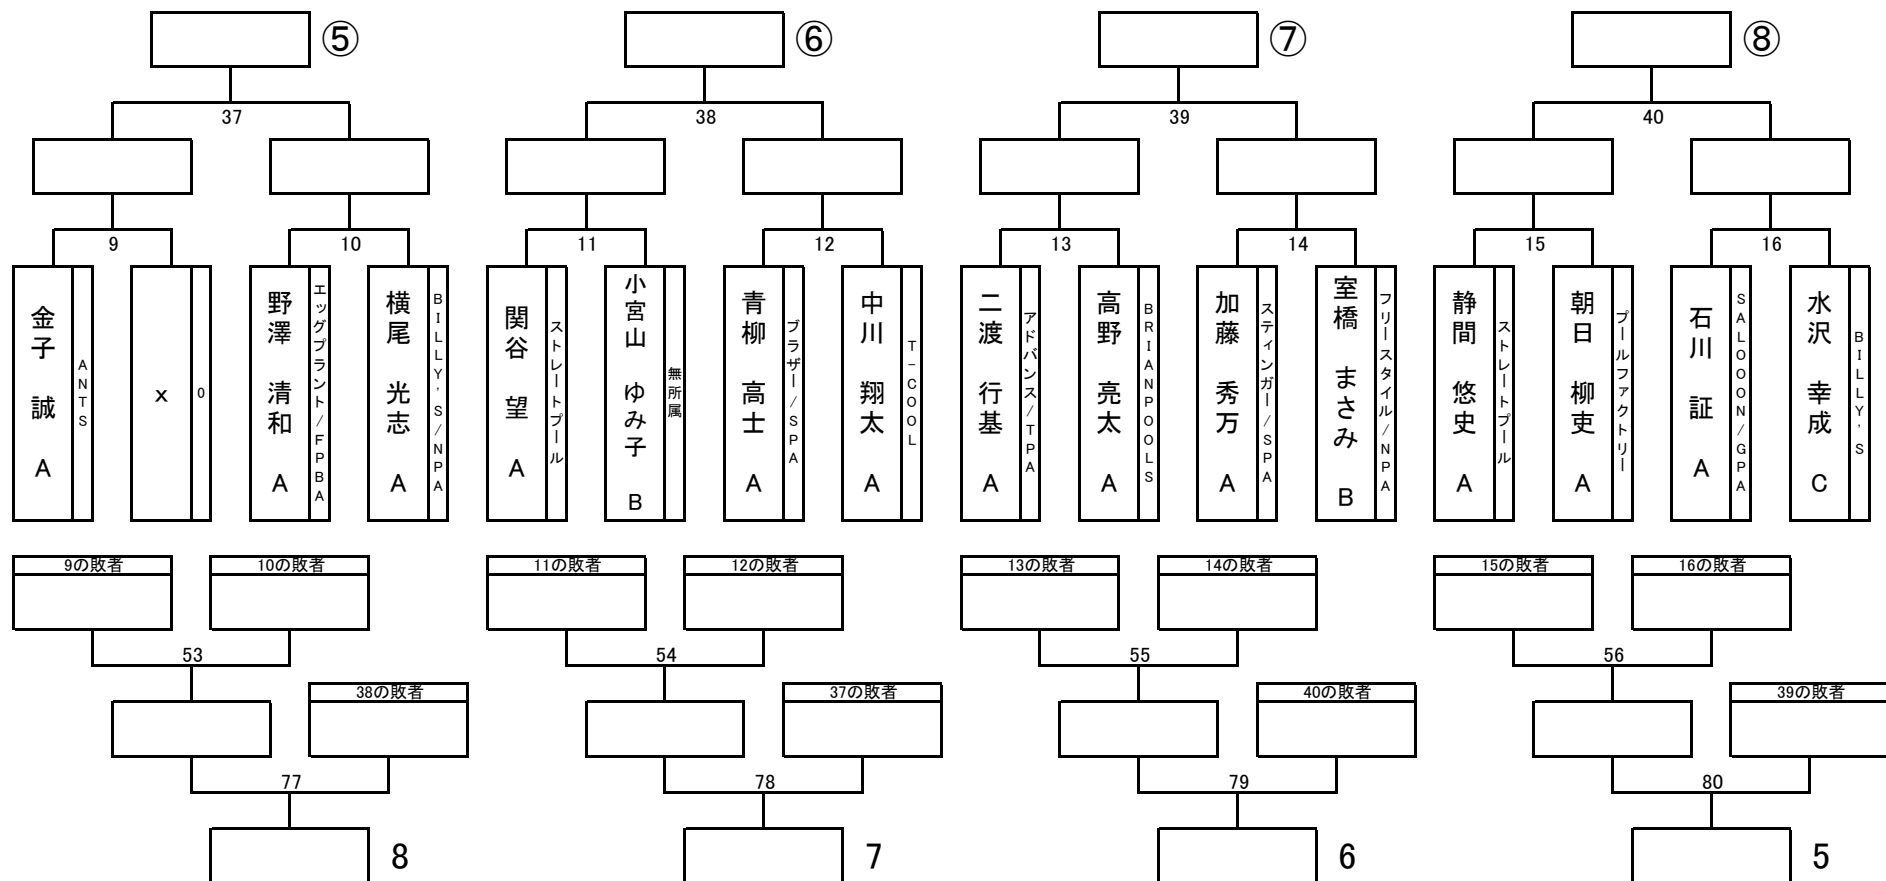 ⑤ ⑥ ⑦ ⑧
37 38 39 40
9 10 11 12 13 14 15 16
金子 誠 A
ANTS
x
0
野澤 清和 A
エッグプラント/FPBA
横尾 光志 A
BILLY'S/NPA
関谷 望 A
ストレートプール
小宮山 ゆみ子 B
無所属
青柳 高士 A
ブラザー/SPA
中川 翔太 A
T-COOL
二渡 行基 A
アドバンス/TPA
高野 亮太 A
BRIANPOOLS
加藤 秀万 A
スティンガー/SPA
室橋 まさみ B
フリースタイル/NPA
静間 悠史 A
ストレートプール
朝日 柳吏 A
プールファクトリー
石川 証 A
SALOOON/GPA
水沢 幸成 C
BILLY'S
9の敗者 10の敗者 11の敗者 12の敗者 13の敗者 14の敗者 15の敗者 16の敗者
53 54 55 56
38の敗者 37の敗者 40の敗者 39の敗者
77 78 79 80
8 7 6 5